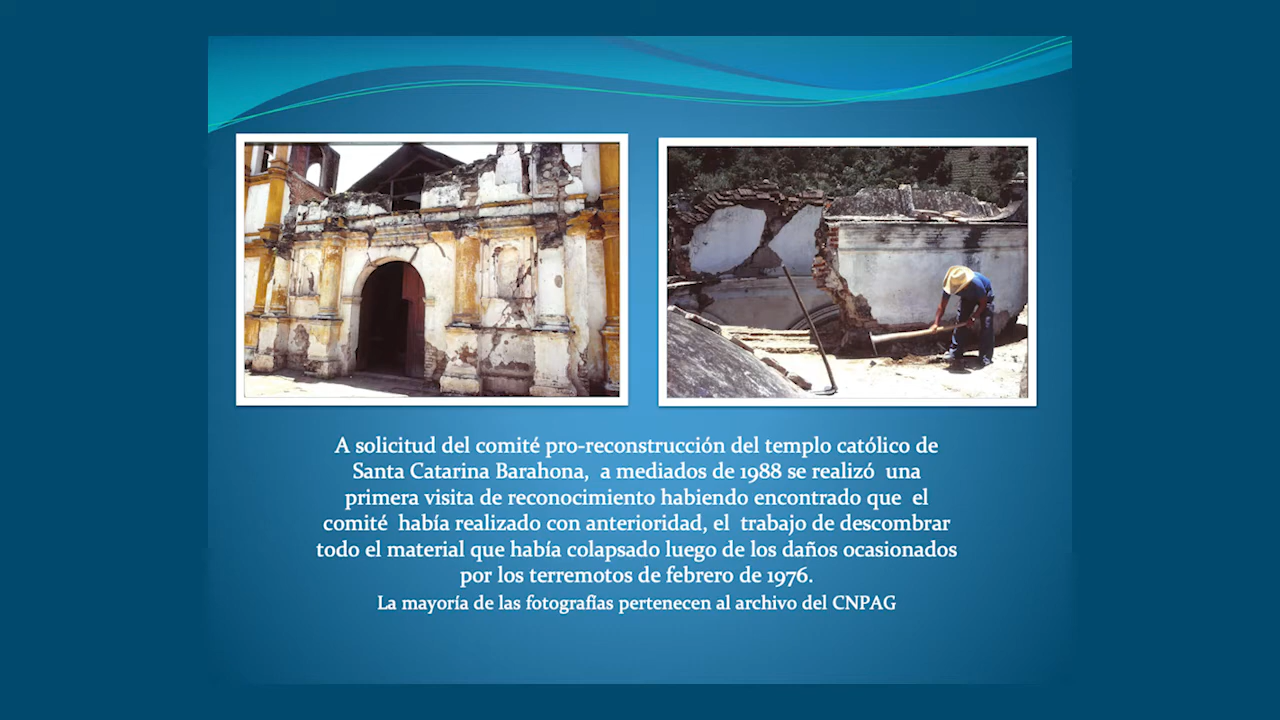 A solicitud del comité pro-reconstrucción del templo católico de
Santa Catarina Barahona, a mediados de 1988 se realizó una
primera visita de reconocimiento habiendo encontrado que el
comité había realizado con anterioridad, el trabajo de descombrar
todo el material que había colapsado luego de los daños ocasionados
por los terremotos de febrero de 1976.
La mayoría de las fotografías pertenecen al archivo del CNPAG